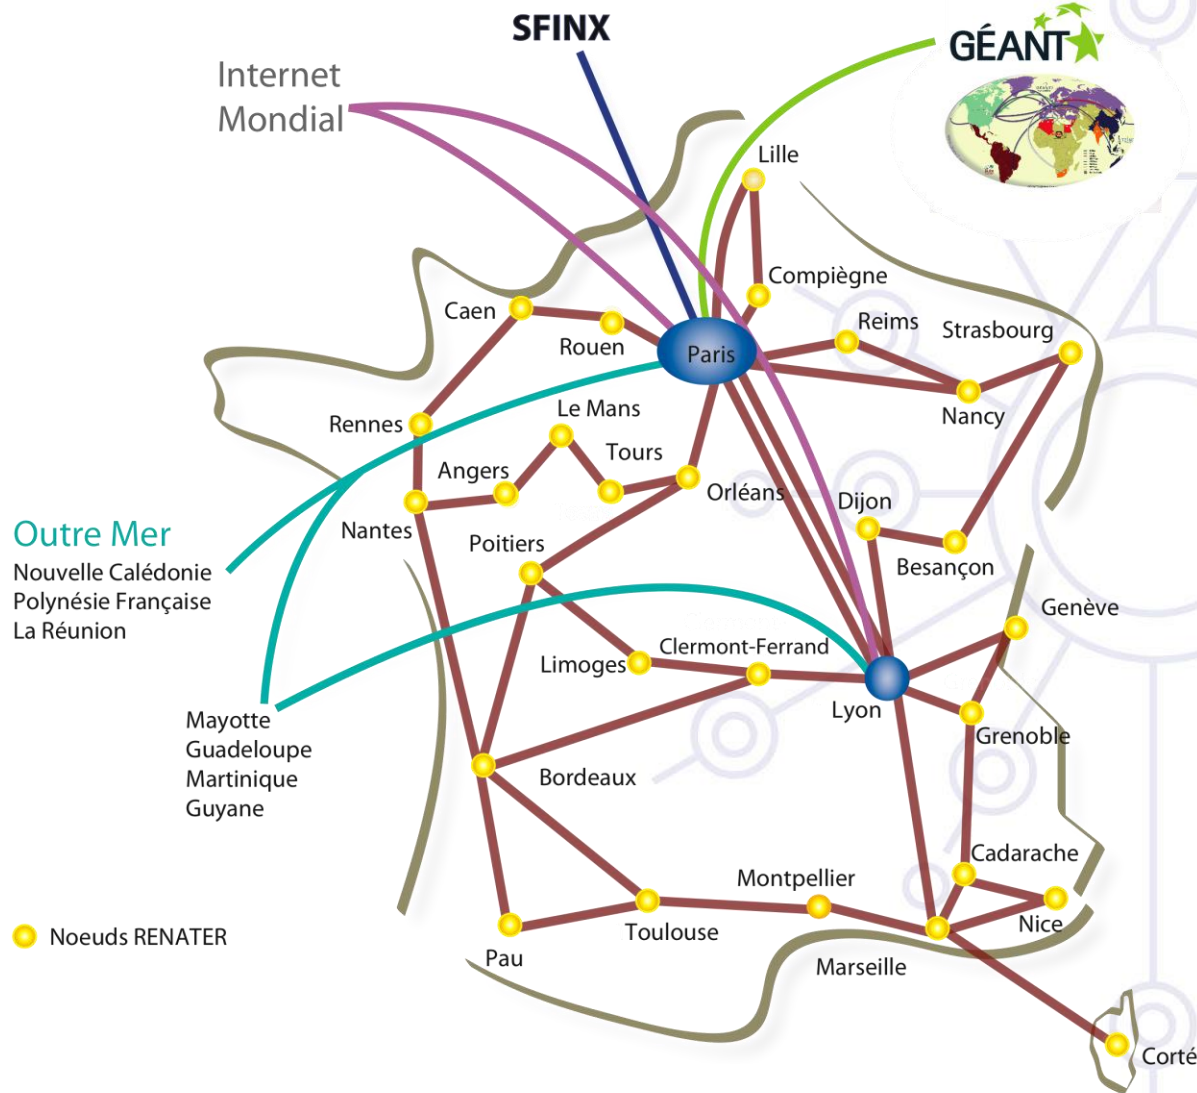 SFINX
GÉANT
Internet
Mondial
Lille
Compiègne
Caen
Reims
Strasbourg
Rouen
Paris
Le Mans
Nancy
Rennes
Tours
Angers
Orléans
Dijon
Nantes
Outre Mer
Poitiers
Besançon
Nouvelle Calédonie
Polynésie Française
La Réunion
Genève
Clermont-Ferrand
Limoges
Lyon
Mayotte
Guadeloupe
Martinique
Guyane
Grenoble
Bordeaux
Cadarache
Montpellier
Nice
Noeuds RENATER
Toulouse
Pau
Marseille
Corté